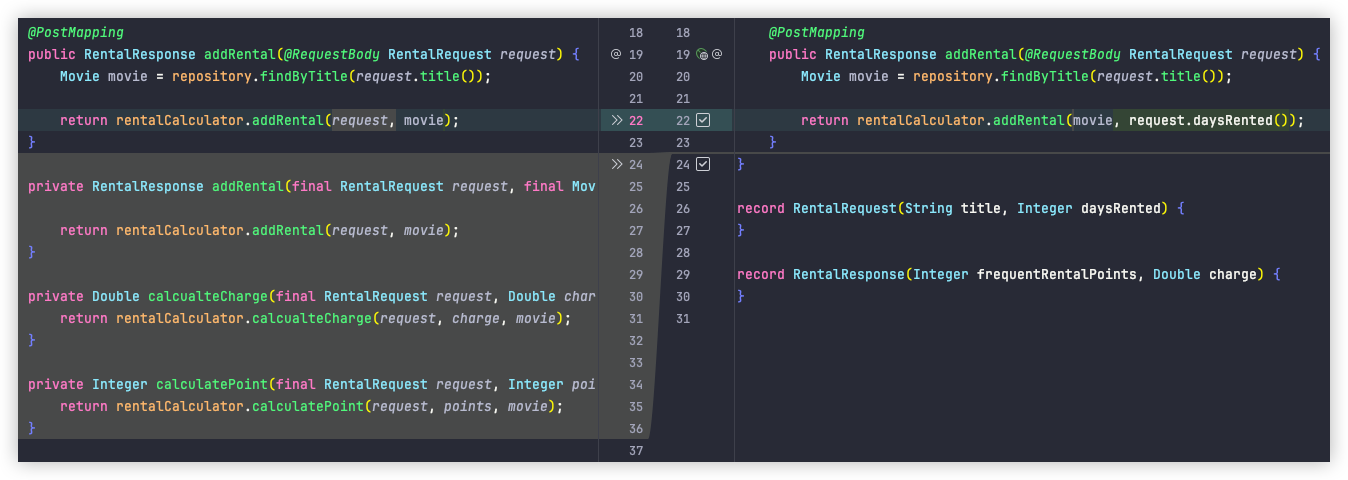 @PostMapping
public RentalResponse addRental(@RequestBody RentalRequest request) {
Movie movie = repository.findByTitle(request.title());
return rentalCalculator.addRental(request, movie);
}
private RentalResponse addRental(final RentalRequest request, final Mov
return rentalCalculator.addRental(request, movie);
}
private Double calcualteCharge(final RentalRequest request, Double char
return rentalCalculator.calcualteCharge(request, charge, movie);
}
private Integer calculatePoint(final RentalRequest request, Integer poi
return rentalCalculator.calculatePoint(request, points, movie);
}
18 18
@ 19 19 @
20 20
21 21
22 22
23 23
24 24
25 25
26 26
27 27
28 28
29 29
30 30
31 31
32
33
34
35
36
37
@PostMapping
public RentalResponse addRental(@RequestBody RentalRequest request) {
Movie movie = repository.findByTitle(request.title());
return rentalCalculator.addRental(movie, request.daysRented());
}
}
record RentalRequest(String title, Integer daysRented) {
}
record RentalResponse(Integer frequentRentalPoints, Double charge) {
}